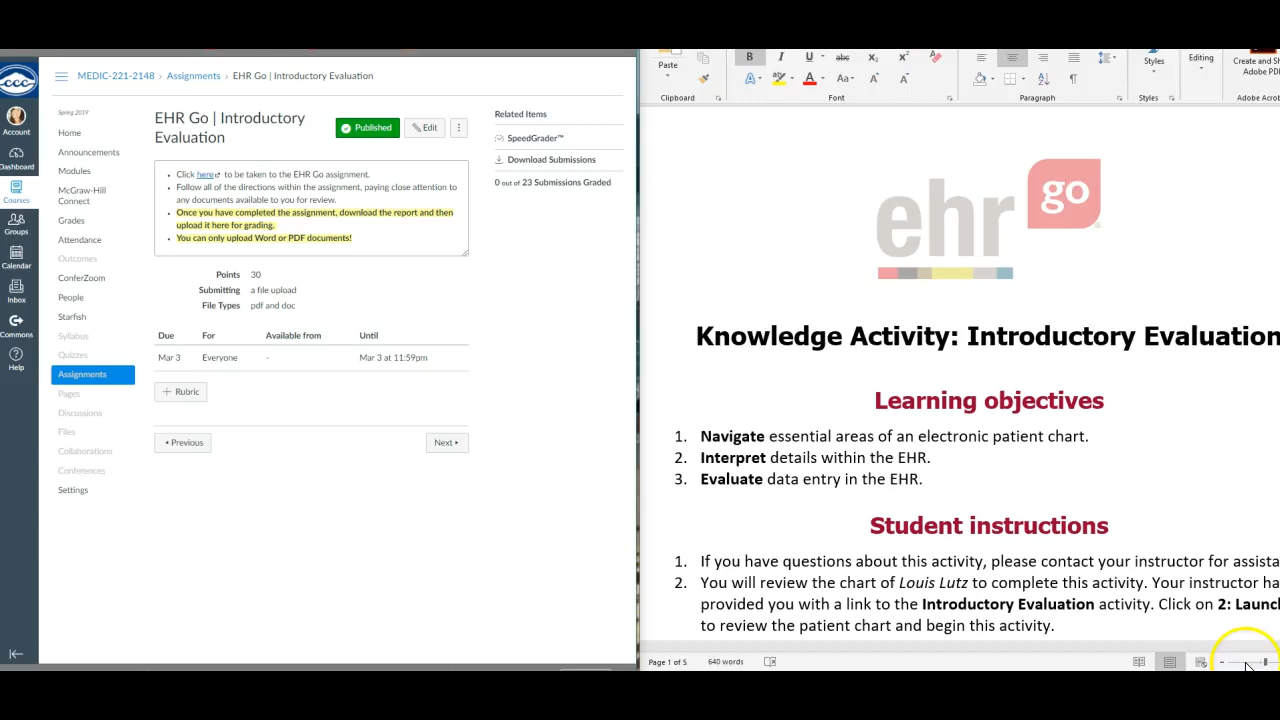 MEDIC-221-2148 › Assignments › EHR Go | Introductory Evaluation
CCC
Account
Dashboard
Courses
Groups
Calendar
Inbox
Commons
Help
Spring 2019
Home
Announcements
Modules
McGraw-Hill
Connect
Grades
Attendance
Outcomes
ConferZoom
People
Starfish
Syllabus
Quizzes
Assignments
Pages
Discussions
Files
Collaborations
Conferences
Settings
EHR Go | Introductory
Evaluation
Published
Edit
Click here to be taken to the EHR Go assignment.
Follow all of the directions within the assignment, paying close attention to
any documents available to you for review.
Once you have completed the assignment, download the report and then
upload it here for grading.
You can only upload Word or PDF documents!
Points 30
Submitting a file upload
File Types pdf and doc
Due For Available from Until
Mar 3 Everyone - Mar 3 at 11:59pm
+ Rubric
Previous
Next
Related Items
SpeedGrader™
Download Submissions
0 out of 23 Submissions Graded
Paste
B I U abc x² x²
A A Aa A A
Clipboard Font Paragraph Styles Adobe Acro
Styles
Editing
Create and Sh
Adobe PD
ehr go
Knowledge Activity: Introductory Evaluation
Learning objectives
1. Navigate essential areas of an electronic patient chart.
2. Interpret details within the EHR.
3. Evaluate data entry in the EHR.
Student instructions
1. If you have questions about this activity, please contact your instructor for assista
2. You will review the chart of Louis Lutz to complete this activity. Your instructor ha
provided you with a link to the Introductory Evaluation activity. Click on 2: Launc
to review the patient chart and begin this activity.
Page 1 of 5 640 words